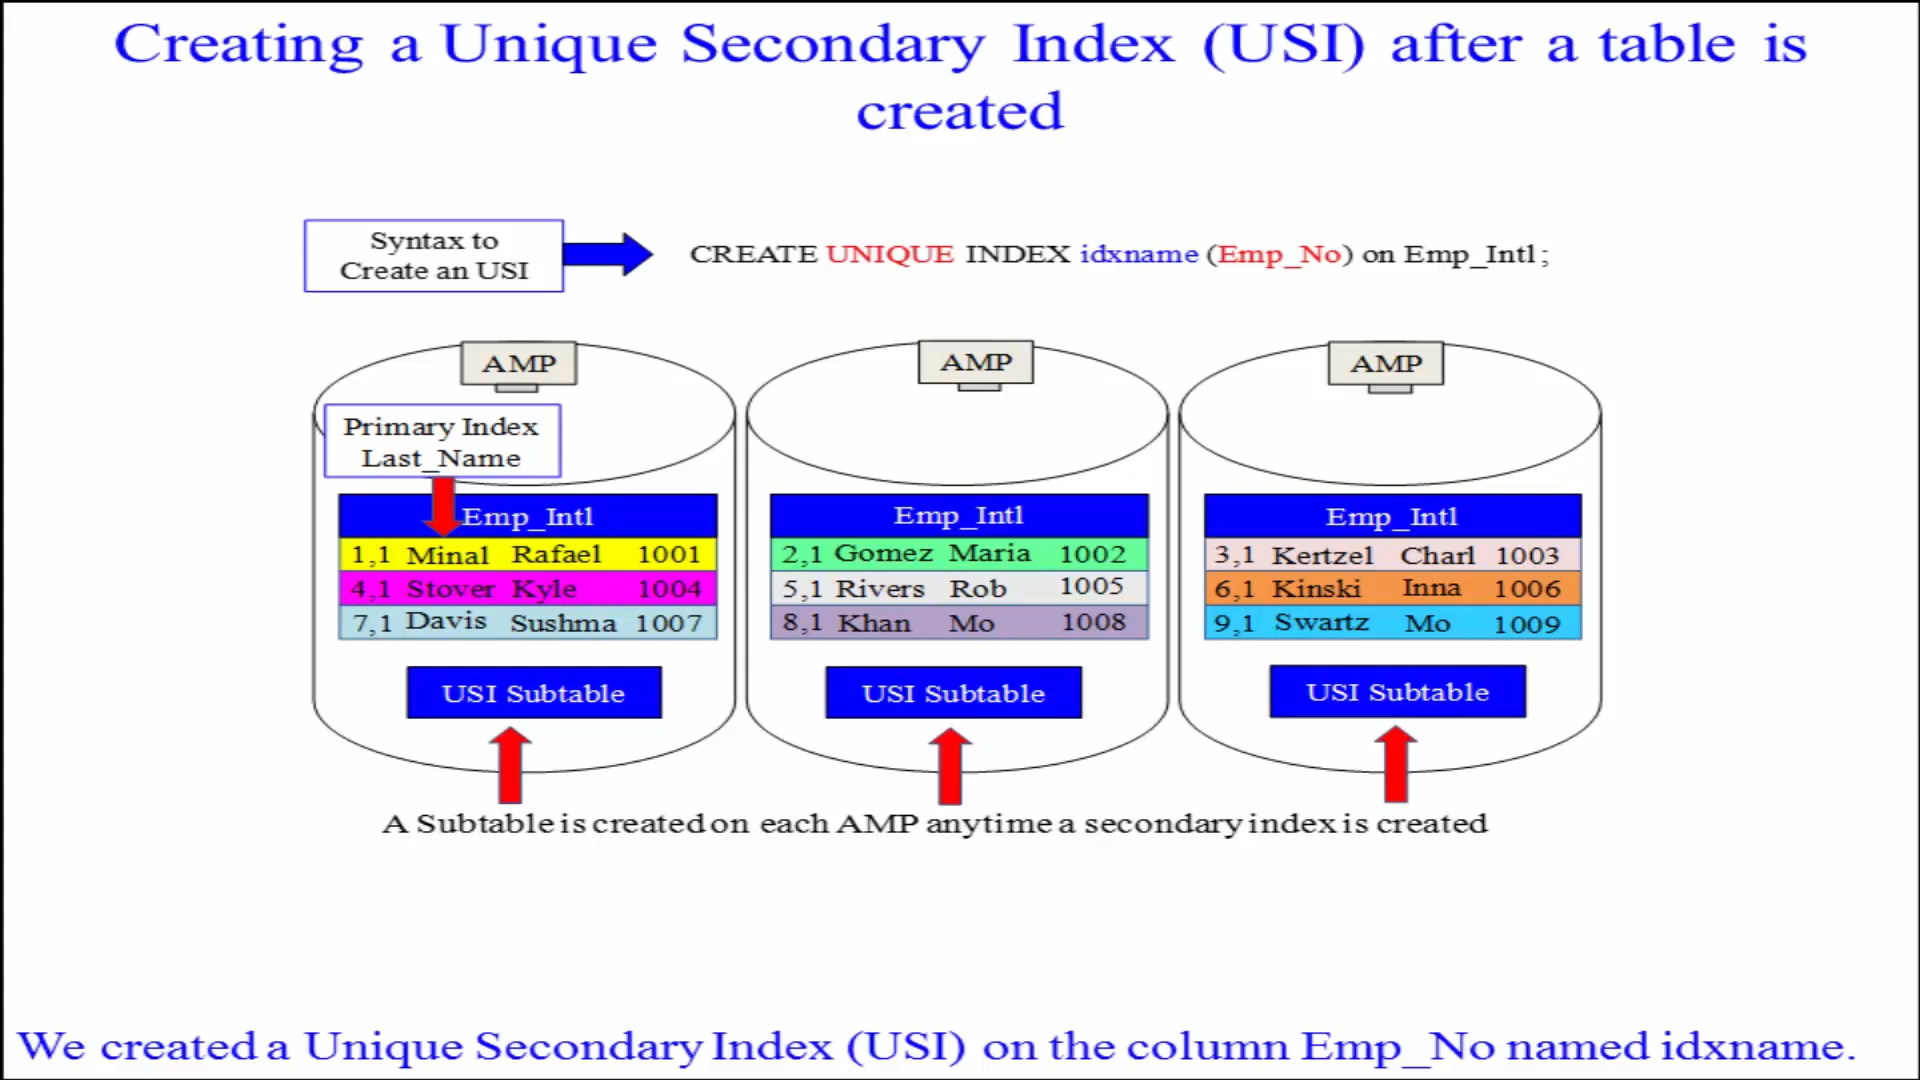 Creating a Unique Secondary Index (USI) after a table is
created
Syntax to
Create an USI
CREATE UNIQUE INDEX idxname (Emp_No) on Emp_Intl;
AMP
AMP
AMP
Primary Index
Last_Name
Emp_Intl
1,1 Minal Rafael 1001
4,1 Stover Kyle 1004
7,1 Davis Sushma 1007
USI Subtable
Emp_Intl
2,1 Gomez Maria 1002
5,1 Rivers Rob 1005
8,1 Khan Mo 1008
USI Subtable
Emp_Intl
3,1 Kertzel Charl 1003
6,1 Kinski Inna 1006
9,1 Swartz Mo 1009
USI Subtable
A Subtable is created on each AMP anytime a secondary index is created
We created a Unique Secondary Index (USI) on the column Emp_No named idxname.